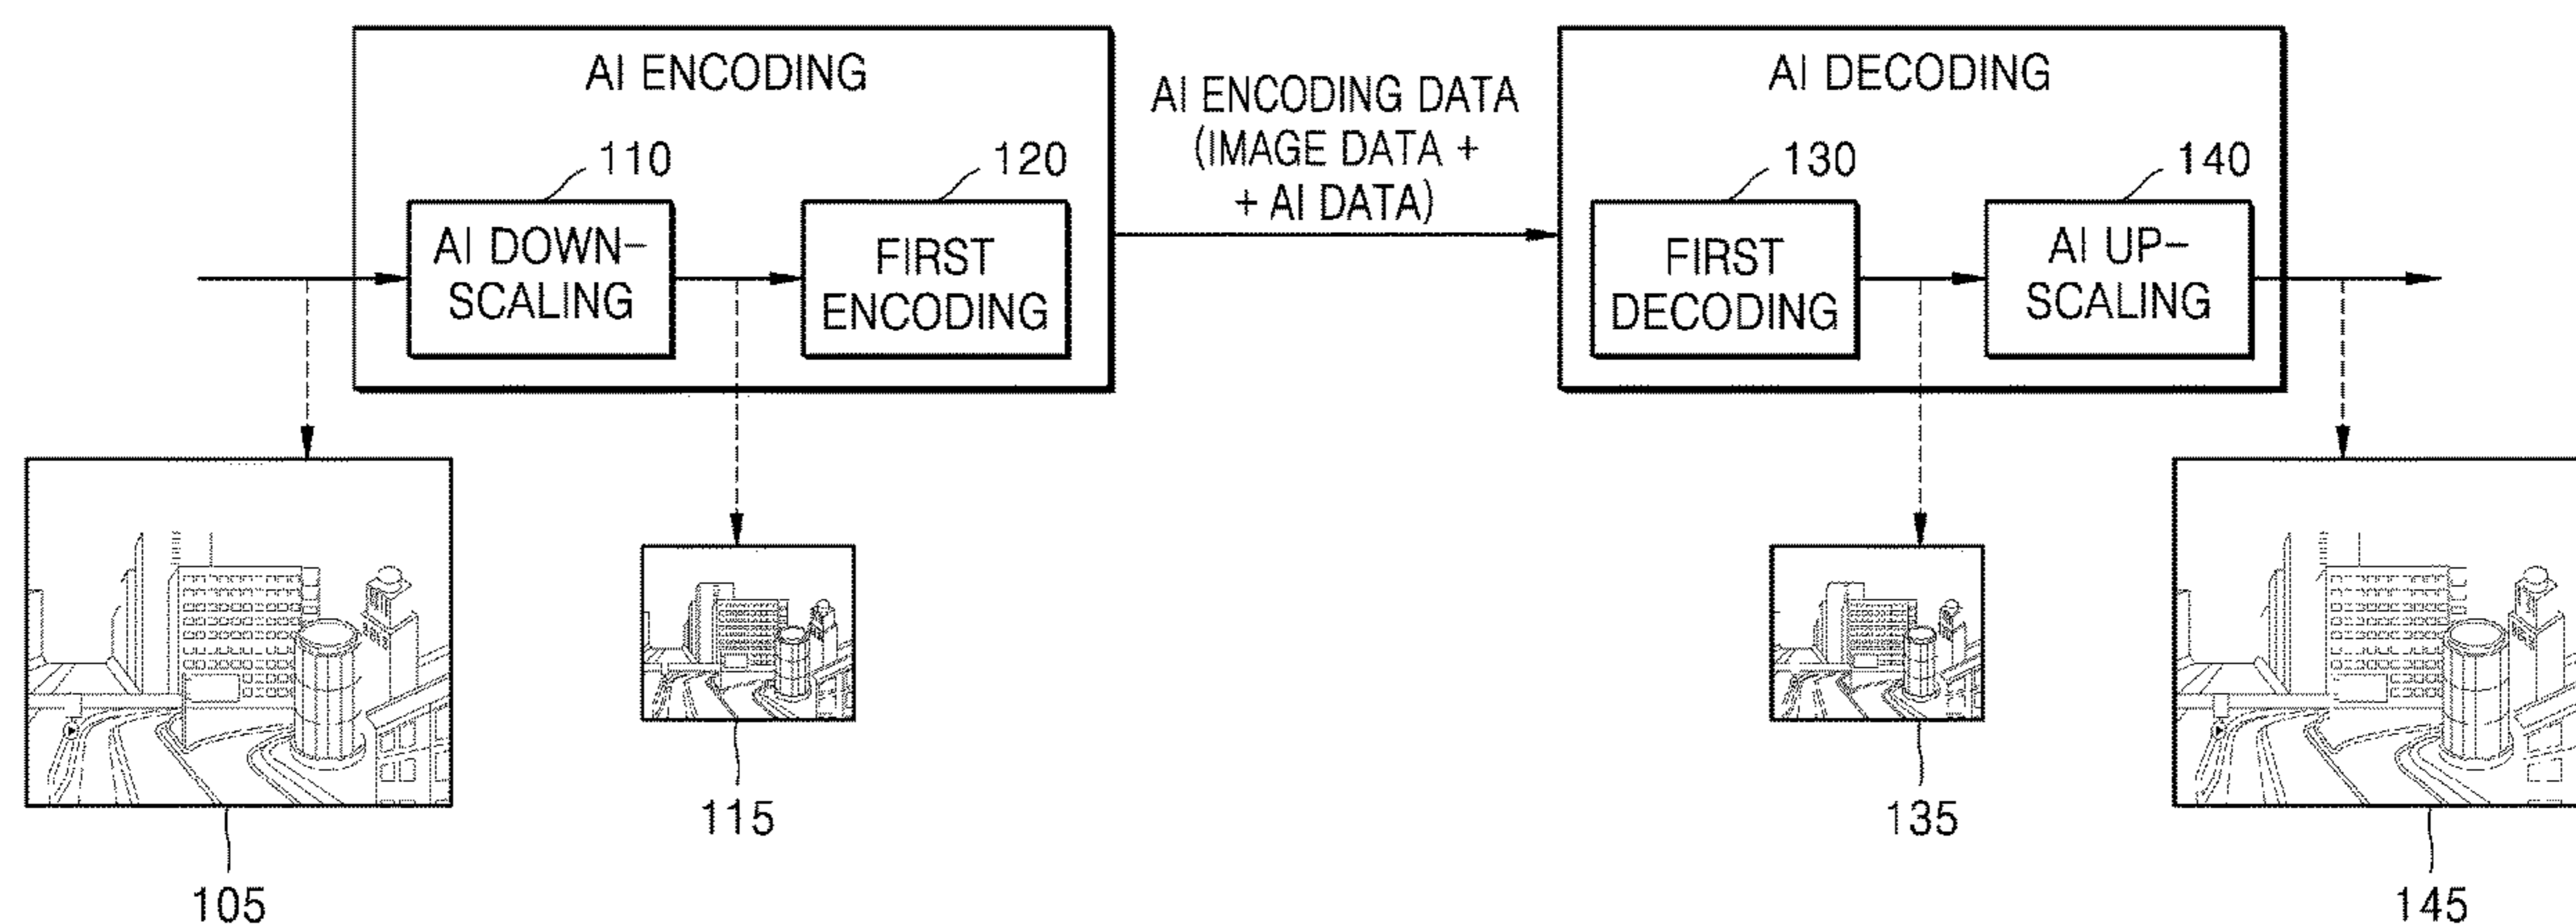 AI ENCODING
110
120
AI DOWN-
SCALING
FIRST
ENCODING
AI ENCODING DATA
(IMAGE DATA +
+ AI DATA)
AI DECODING
130
140
FIRST
DECODING
AI UP-
SCALING
105
115
135
145